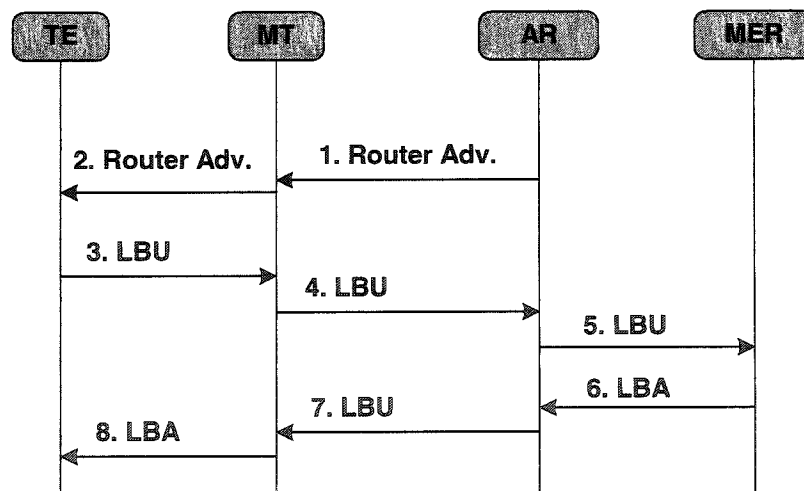 TE
MT
AR
MER
1. Router Adv.
2. Router Adv.
3. LBU
4. LBU
5. LBU
6. LBA
7. LBU
8. LBA